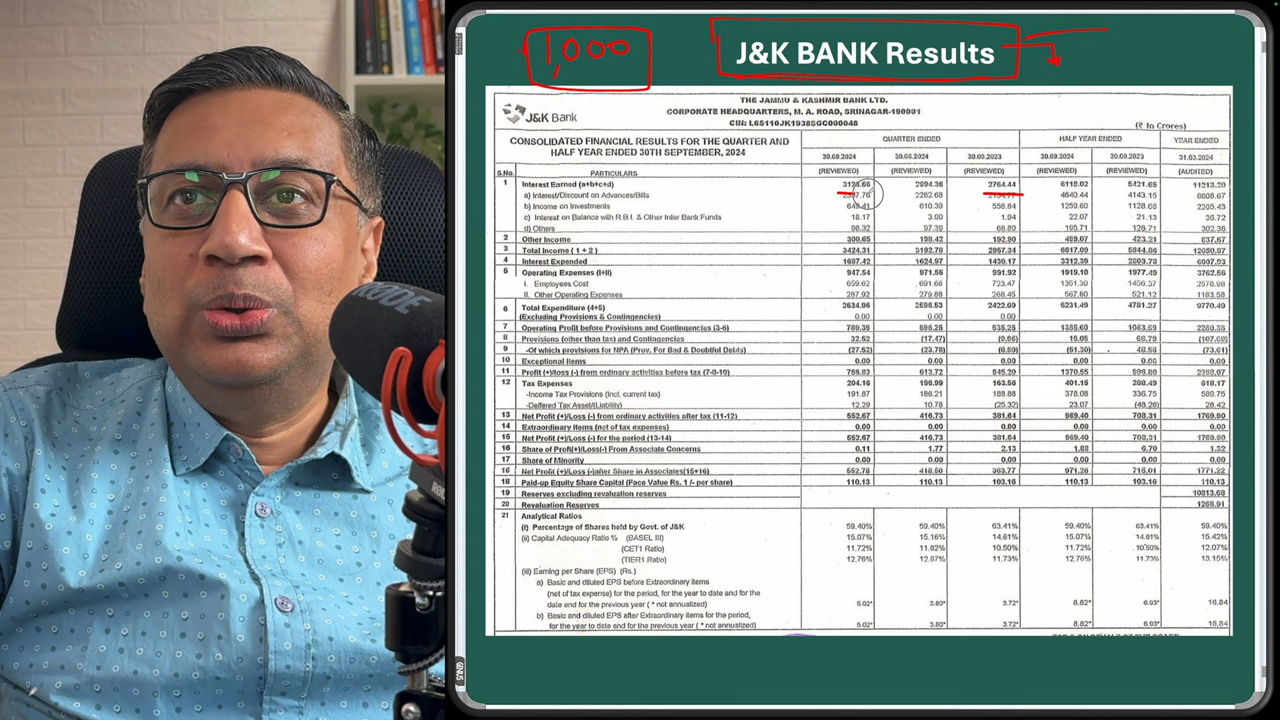 1,000
J&K BANK Results
J&K Bank
THE JAMMU & KASHMIR BANK LTD.
CORPORATE HEADQUARTERS, M. A. ROAD, SRINAGAR-190001
CIN: L65110JK1938SGC000048
(₹ In Crores)
CONSOLIDATED FINANCIAL RESULTS FOR THE QUARTER AND HALF YEAR ENDED 30TH SEPTEMBER, 2024 QUARTER ENDED HALF YEAR ENDED YEAR ENDED
30.09.2024 30.06.2024 30.09.2023 30.09.2024 30.09.2023 31.03.2024
S.No. PARTICULARS (REVIEWED) (REVIEWED) (REVIEWED) (REVIEWED) (REVIEWED) (AUDITED)
1 Interest Earned (a+b+c+d) 2994.36 2764.44 6118.02 5421.65 11213.20
a) Interest/Discount on Advances/Bills 2282.68 4640.44 4143.15 8608.67
b) Income on Investments 610.39 558.84 1259.80 1128.66 2265.43
c) Interest on Balance with R.B.I. & Other Inter Bank Funds 18.17 3.90 1.94 22.07 21.13 36.72
d) Others 98.32 97.39 68.89 195.71 128.71 302.38
2 Other Income 300.65 198.42 192.90 499.07 423.21 837.67
3 Total Income (1 + 2) 3424.31 3192.78 2957.34 6617.09 5844.86 12050.87
4 Interest Expended 1687.42 1624.97 1430.17 3312.39 2803.78 6007.93
5 Operating Expenses (I+II) 947.54 971.56 991.92 1919.10 1977.49 3762.56
I. Employees Cost 659.62 691.68 723.47 1351.30 1456.37 2578.98
II. Other Operating Expenses 287.92 279.88 268.45 567.80 521.12 1183.58
6 Total Expenditure (4+5) 2634.96 2596.53 2422.09 5231.49 4781.27 9770.49
(Excluding Provisions & Contingencies) 0.00 0.00 0.00
7 Operating Profit before Provisions and Contingencies (3-6) 789.35 596.25 535.25 1385.60 1063.59 2280.38
8 Provisions (other than tax) and Contingencies 32.52 (17.47) (9.95) 15.05 66.79 (107.69)
9 -Of which provisions for NPA (Prov. For Bad & Doubtful Debts) (27.52) (23.78) (6.59) (51.30) 48.56 (73.61)
10 Exceptional Items 0.00 0.00 0.00 0.00 0.00 0.00
11 Profit (+)/loss (-) from ordinary activities before tax (7-8-10) 756.83 613.72 545.20 1370.55 996.80 2388.07
12 Tax Expenses 204.16 196.99 163.56 401.15 288.49 618.17
-Income Tax Provisions (Incl. current tax) 191.87 186.21 188.88 378.08 336.75 589.75
-Deffered Tax Asset/(Liability) 12.29 10.78 (25.32) 23.07 (48.26) 28.42
13 Net Profit (+)/Loss (-) from ordinary activities after tax (11-12) 552.67 416.73 381.64 969.40 708.31 1769.90
14 Extraordinary items (net of tax expenses) 0.00 0.00 0.00 0.00 0.00 0.00
15 Net Profit (+)/Loss (-) for the period (13-14) 552.67 416.73 381.64 969.40 708.31 1769.90
16 Share of Profit(+)/Loss(-) From Associate Concerns 0.11 1.77 2.13 1.88 6.70 1.32
17 Share of Minority 0.00 0.00 0.00 0.00 0.00 0.00
Net Profit (+)/Loss (-)after Share in Associates(15+16) 552.78 418.50 383.77 971.28 715.01 1771.22
18 Paid-up Equity Share Capital (Face Value Rs. 1 /- per share) 110.13 110.13 103.16 110.13 103.16 110.13
19 Reserves excluding revaluation reserves 10813.68
20 Revaluation Reserves 1268.91
21 Analytical Ratios
(i) Percentage of Shares held by Govt. of J&K 59.40% 59.40% 63.41% 59.40% 63.41% 59.40%
(ii) Capital Adequacy Ratio % (BASEL III) 15.07% 15.16% 14.61% 15.07% 14.61% 15.42%
(CET1 Ratio) 11.72% 11.82% 10.50% 11.72% 10.50% 12.07%
(TIER1 Ratio) 12.76% 12.87% 11.73% 12.76% 11.73% 13.15%
(iii) Earning per Share (EPS) (Rs.)
a) Basic and diluted EPS before Extraordinary items
(net of tax expense) for the period, for the year to date and for the
date and for the previous year ( * not annualized) 5.02* 3.80* 3.72* 8.82* 6.93* 16.84
b) Basic and diluted EPS after Extraordinary items for the period,
for the year to date and for the previous year ( * not annualized) 5.02* 3.80* 3.72* 8.82* 6.93* 16.84
RØDE
GENIUS